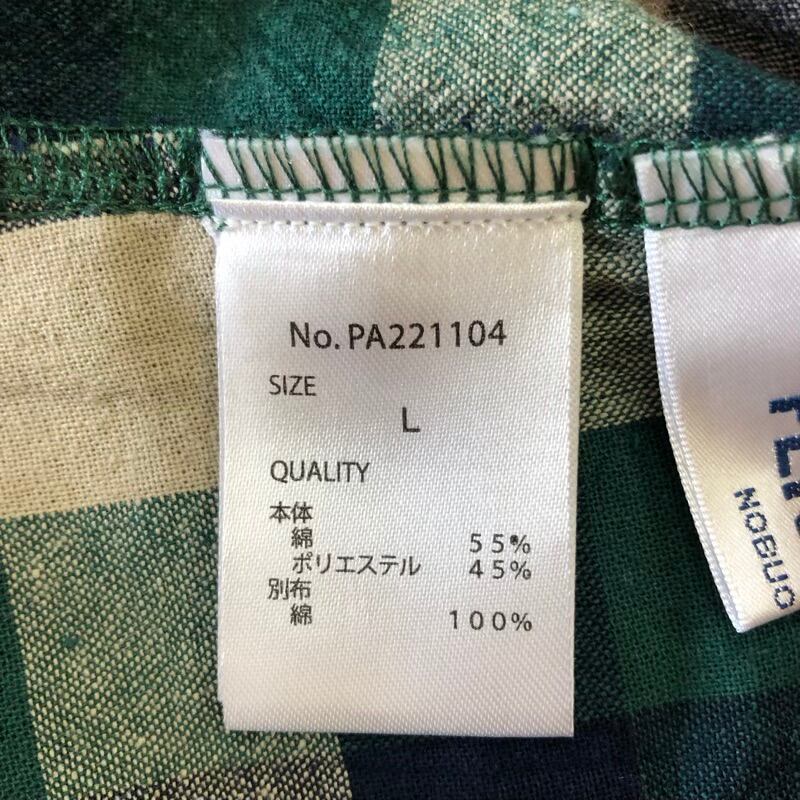 No. PA221104
SIZE
L
QUALITY
本体
綿 55%
ポリエステル 45%
別布
綿 100%
NOBUO